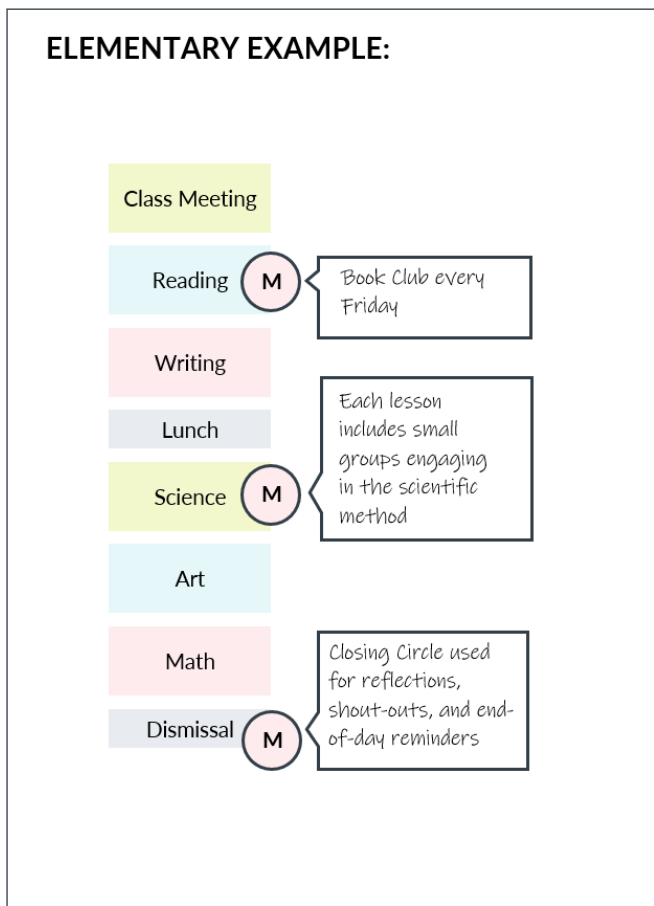 ELEMENTARY EXAMPLE:
Class Meeting
Reading
M
Book Club every
Friday
Writing
Lunch
Each lesson
includes small
groups engaging
in the scientific
method
Science
M
Art
Math
Closing Circle used
for reflections,
shout-outs, and end-
of-day reminders
Dismissal
M